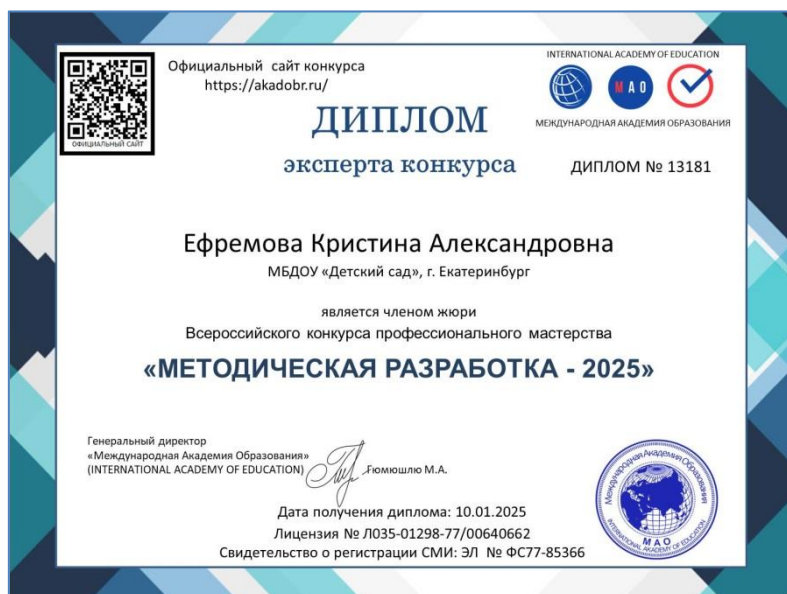 Официальный сайт конкурса
https://akadobr.ru/
ОФИЦИАЛЬНЫЙ САЙТ
INTERNATIONAL ACADEMY OF EDUCATION
МАО
МЕЖДУНАРОДНАЯ АКАДЕМИЯ ОБРАЗОВАНИЯ
ДИПЛОМ
эксперта конкурса
ДИПЛОМ № 13181
Ефремова Кристина Александровна
МБДОУ «Детский сад», г. Екатеринбург
является членом жюри
Всероссийского конкурса профессионального мастерства
«МЕТОДИЧЕСКАЯ РАЗРАБОТКА - 2025»
Генеральный директор
«Международная Академия Образования»
(INTERNATIONAL ACADEMY OF EDUCATION)
Гюмюшлю М.А.
Дата получения диплома: 10.01.2025
Лицензия № Л035-01298-77/00640662
Свидетельство о регистрации СМИ: ЭЛ № ФС77-85366
Международная Академия Образования
МАО
INTERNATIONAL ACADEMY OF EDUCATION